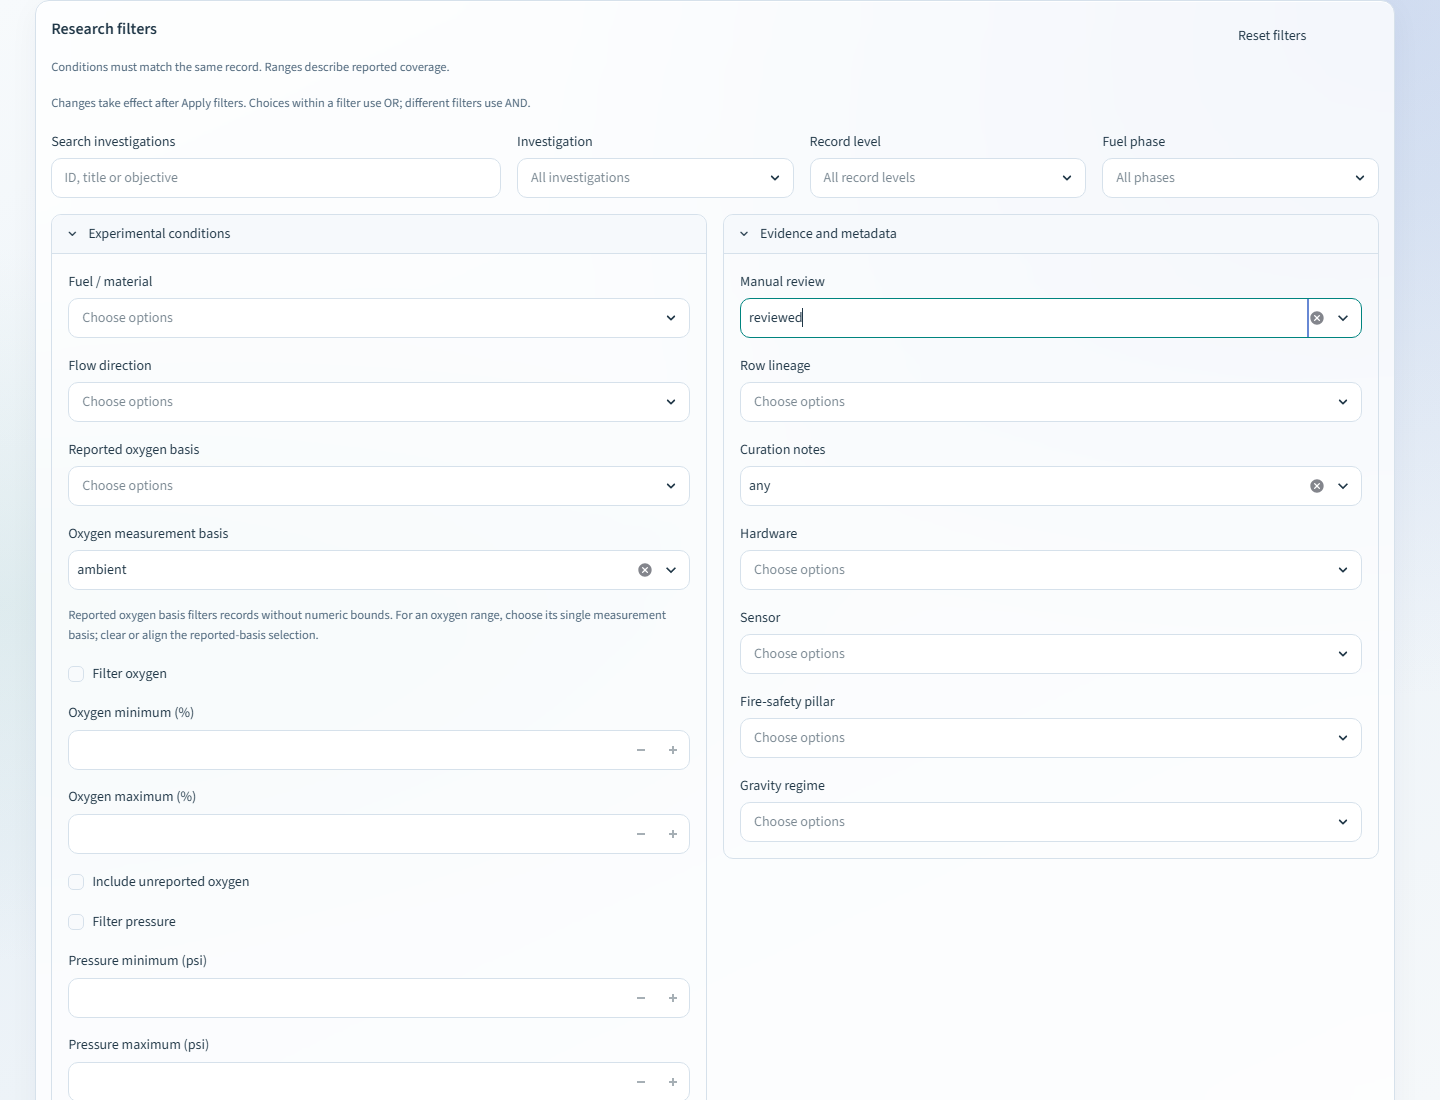 Research filters
Reset filters
Conditions must match the same record. Ranges describe reported coverage.
Changes take effect after Apply filters. Choices within a filter use OR; different filters use AND.
Search investigations
ID, title or objective
Investigation
All investigations
Record level
All record levels
Fuel phase
All phases
Experimental conditions
Fuel / material
Choose options
Flow direction
Choose options
Reported oxygen basis
Choose options
Oxygen measurement basis
ambient
Reported oxygen basis filters records without numeric bounds. For an oxygen range, choose its single measurement
basis; clear or align the reported-basis selection.
Filter oxygen
Oxygen minimum (%)
Oxygen maximum (%)
Include unreported oxygen
Filter pressure
Pressure minimum (psi)
Pressure maximum (psi)
Evidence and metadata
Manual review
reviewed
Row lineage
Choose options
Curation notes
any
Hardware
Choose options
Sensor
Choose options
Fire-safety pillar
Choose options
Gravity regime
Choose options